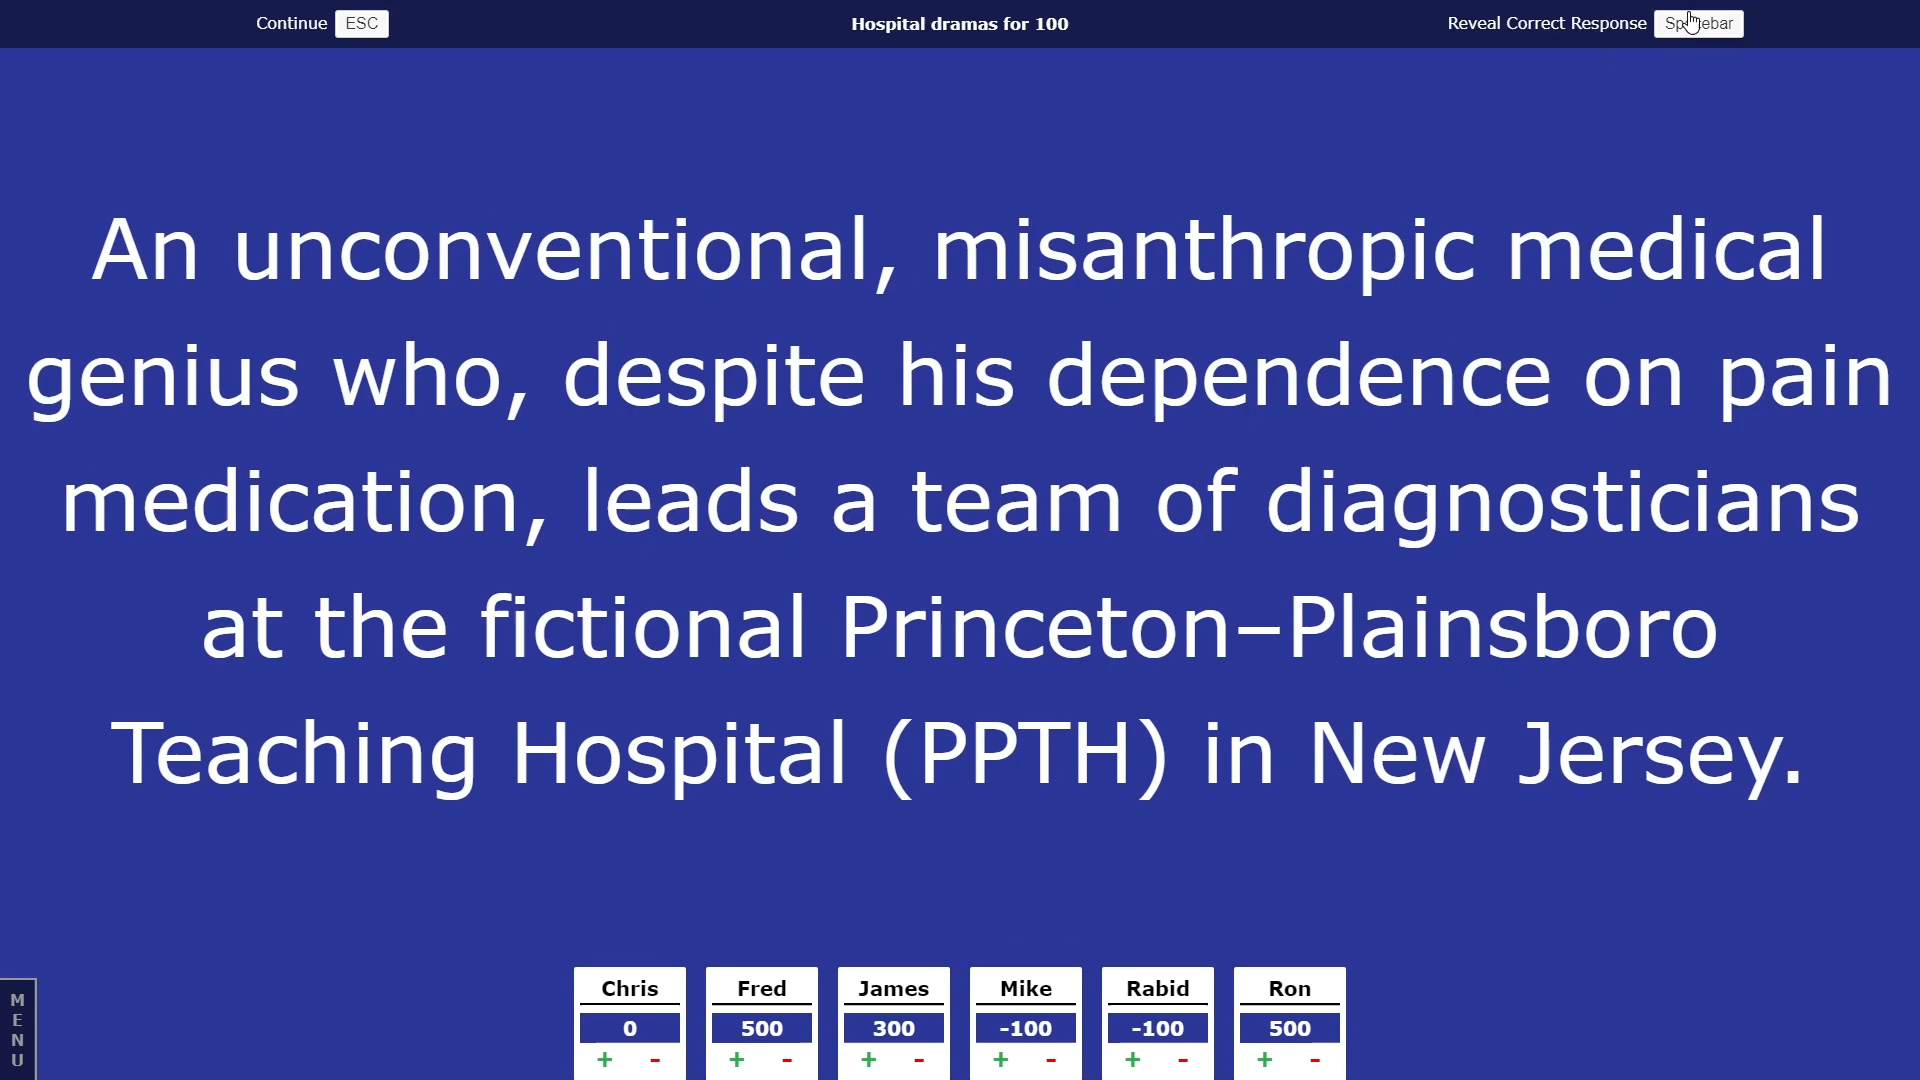 Continue ESC
Hospital dramas for 100
Reveal Correct Response
An unconventional, misanthropic medical
genius who, despite his dependence on pain
medication, leads a team of diagnosticians
at the fictional Princeton–Plainsboro
Teaching Hospital (PPTH) in New Jersey.
MENU
Chris Fred James Mike Rabid Ron
0 500 300 -100 -100 500
+ - + - + - + - + - + -